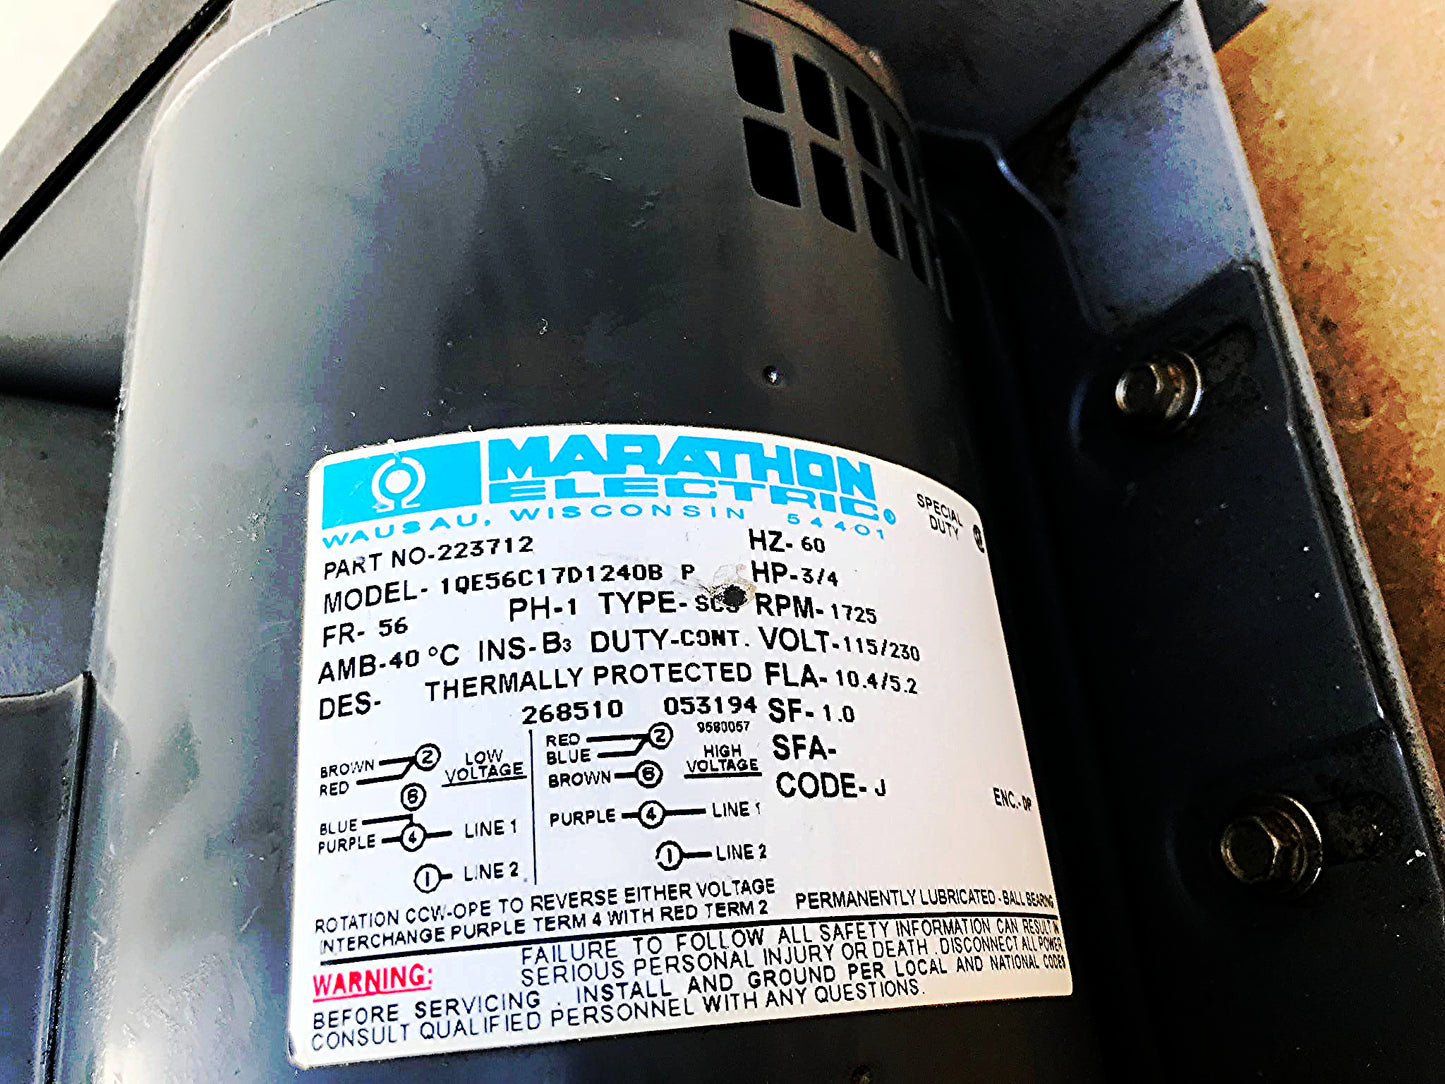 MARATHON
ELECTRIC®
WAUSAU, WISCONSIN 54401
SPECIAL
DUTY
PART NO-223712 HZ- 60
MODEL- 1QE56C17D1240B P HP-3/4
FR- 56 PH-1 TYPE- RPM- 1725
AMB-40 °C INS-B3 DUTY-CONT. VOLT-115/230
DES- THERMALLY PROTECTED FLA- 10.4/5.2
268510 053194 SF- 1.0
9580057
SFA-
CODE- J
ENC.- DP
BROWN 2 LOW
RED VOLTAGE
6
BLUE
PURPLE 4 LINE 1
1 LINE 2
RED 2 HIGH
BLUE VOLTAGE
BROWN 6
PURPLE 4 LINE 1
1 LINE 2
ROTATION CCW-OPE TO REVERSE EITHER VOLTAGE
INTERCHANGE PURPLE TERM 4 WITH RED TERM 2
PERMANENTLY LUBRICATED - BALL BEARING
WARNING: FAILURE TO FOLLOW ALL SAFETY INFORMATION CAN RESULT IN
SERIOUS PERSONAL INJURY OR DEATH. DISCONNECT ALL POWER
BEFORE SERVICING. INSTALL AND GROUND PER LOCAL AND NATIONAL CODES
CONSULT QUALIFIED PERSONNEL WITH ANY QUESTIONS.